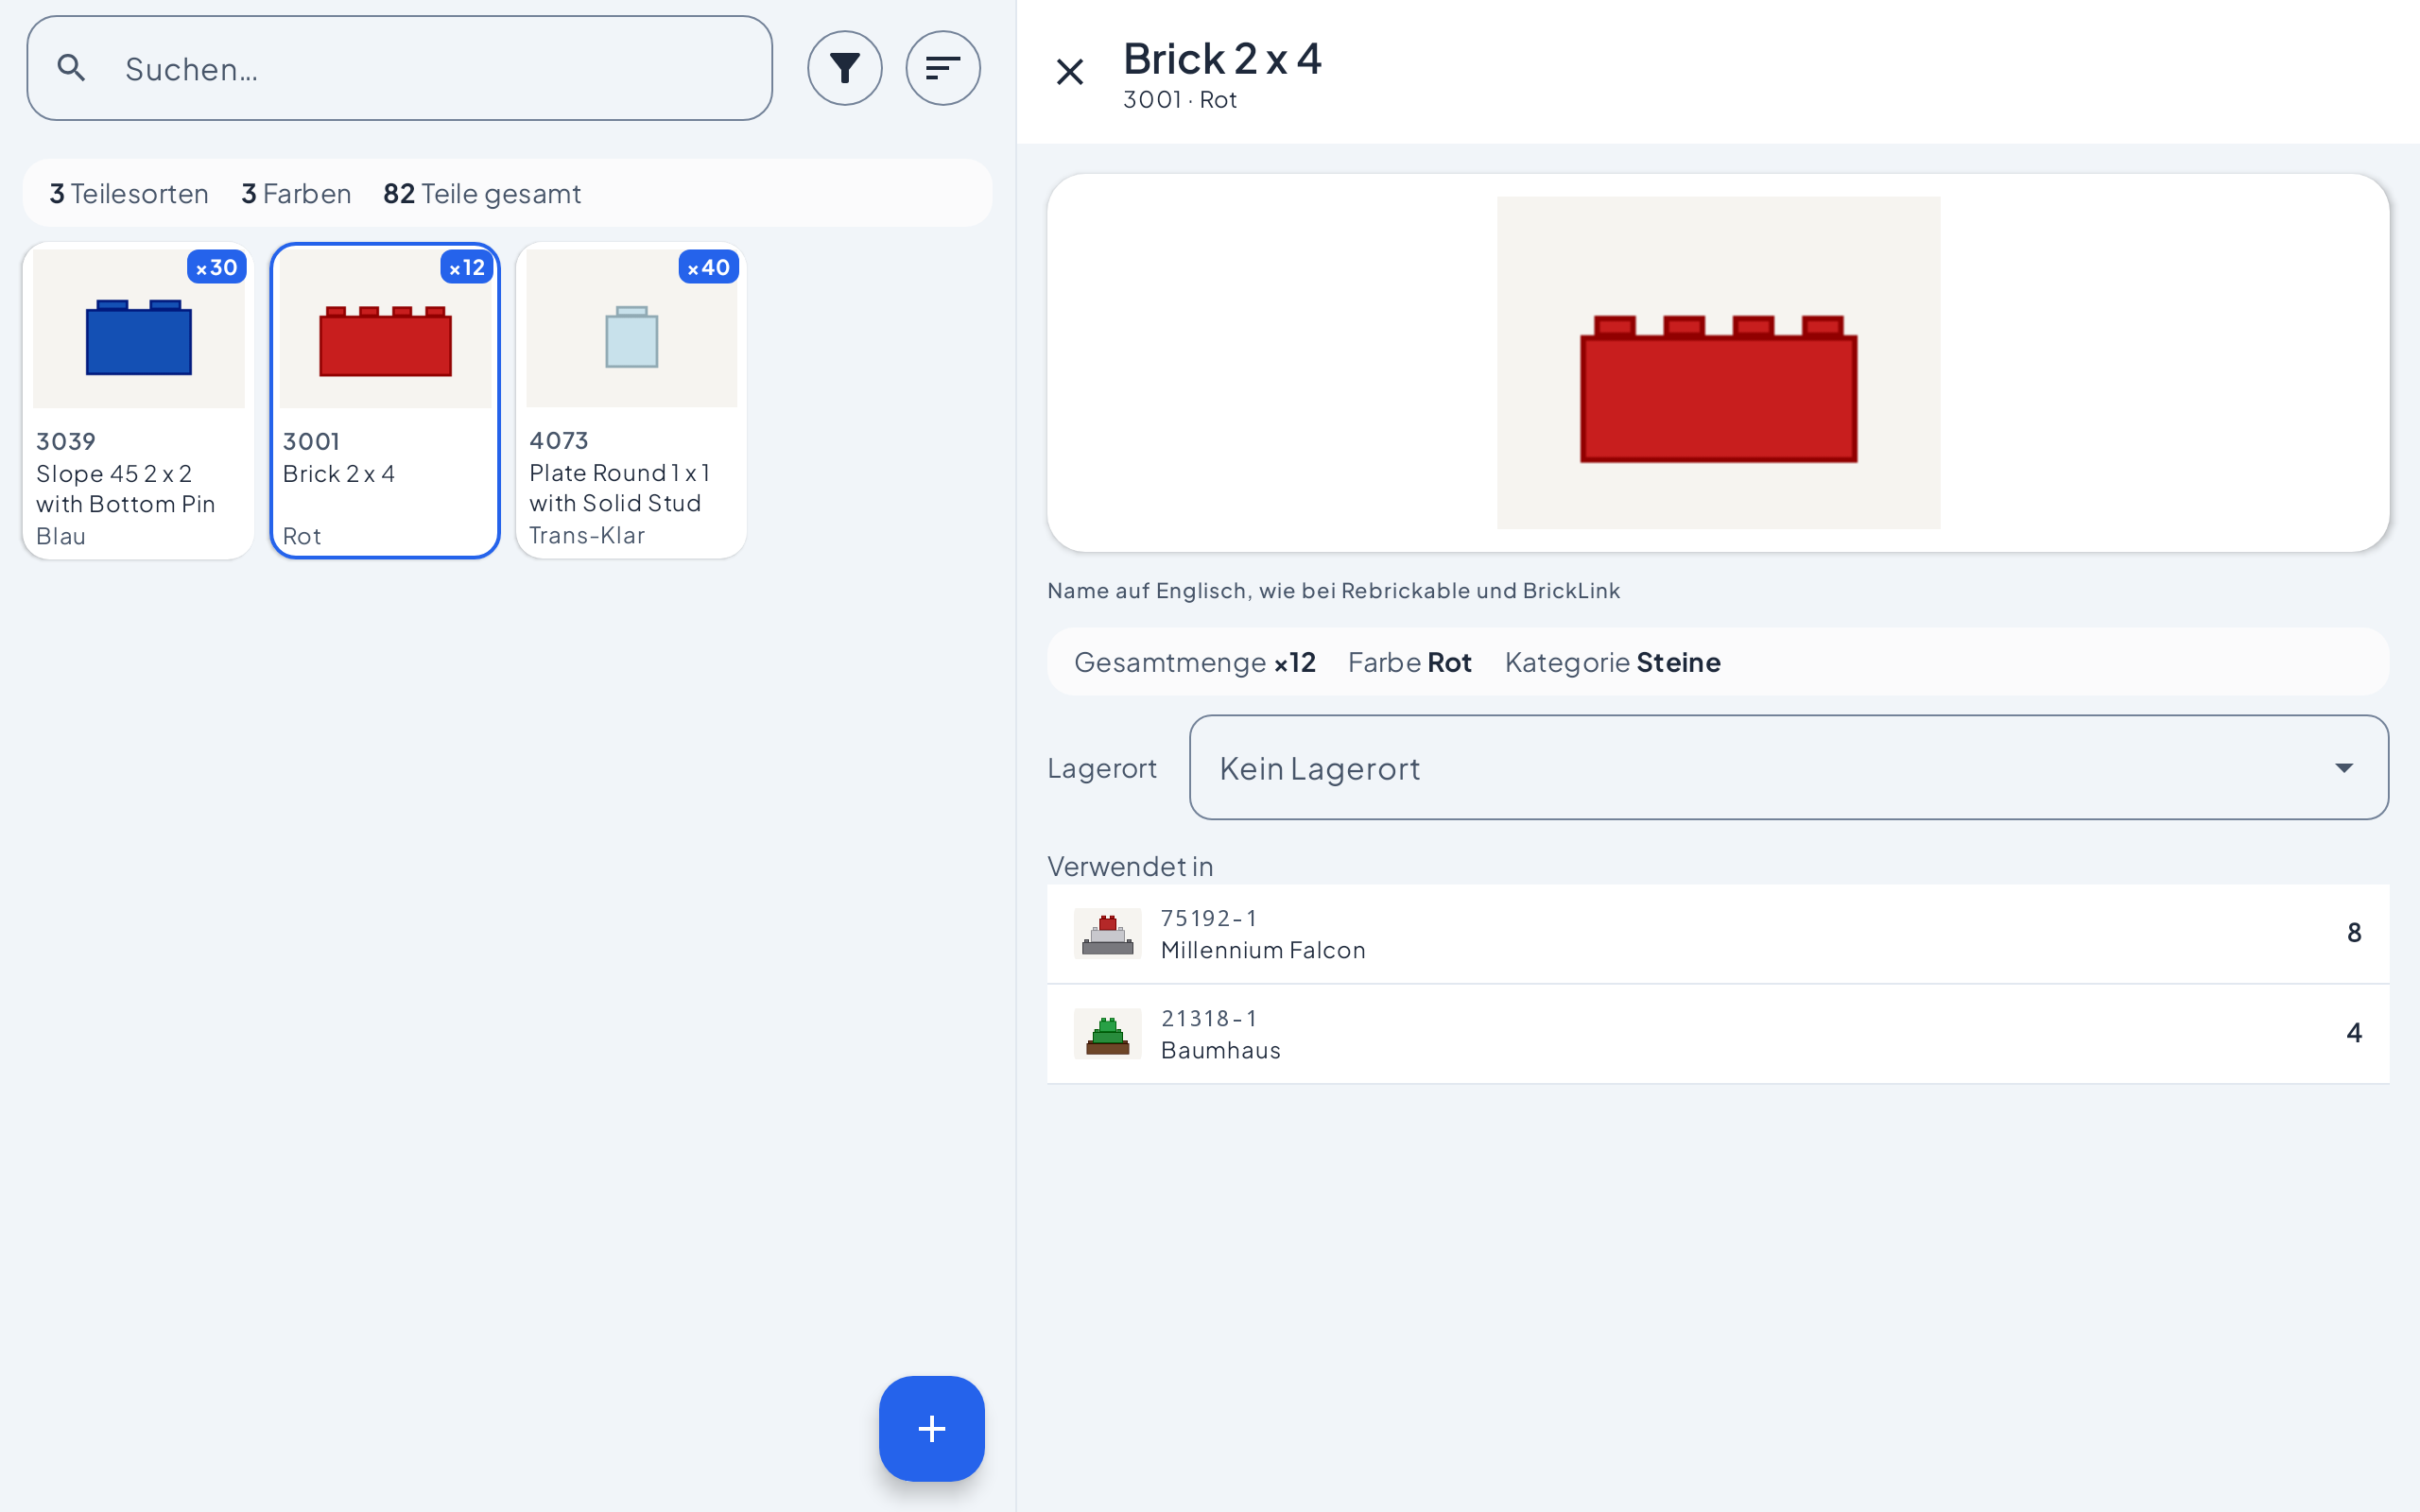 Suchen...
3 Teilesorten 3 Farben 82 Teile gesamt
×30
3039
Slope 45 2 x 2
with Bottom Pin
Blau
×12
3001
Brick 2 x 4
Rot
×40
4073
Plate Round 1 x 1
with Solid Stud
Trans-Klar
Brick 2 x 4
3001 · Rot
Name auf Englisch, wie bei Rebrickable und BrickLink
Gesamtmenge ×12 Farbe Rot Kategorie Steine
Lagerort Kein Lagerort
Verwendet in
75192-1
Millennium Falcon
8
21318-1
Baumhaus
4